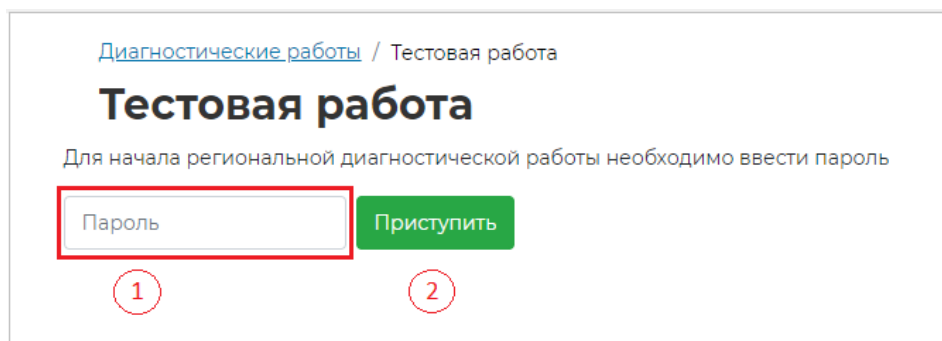 Диагностические работы / Тестовая работа
Тестовая работа
Для начала региональной диагностической работы необходимо ввести пароль
Пароль Приступить
1 2